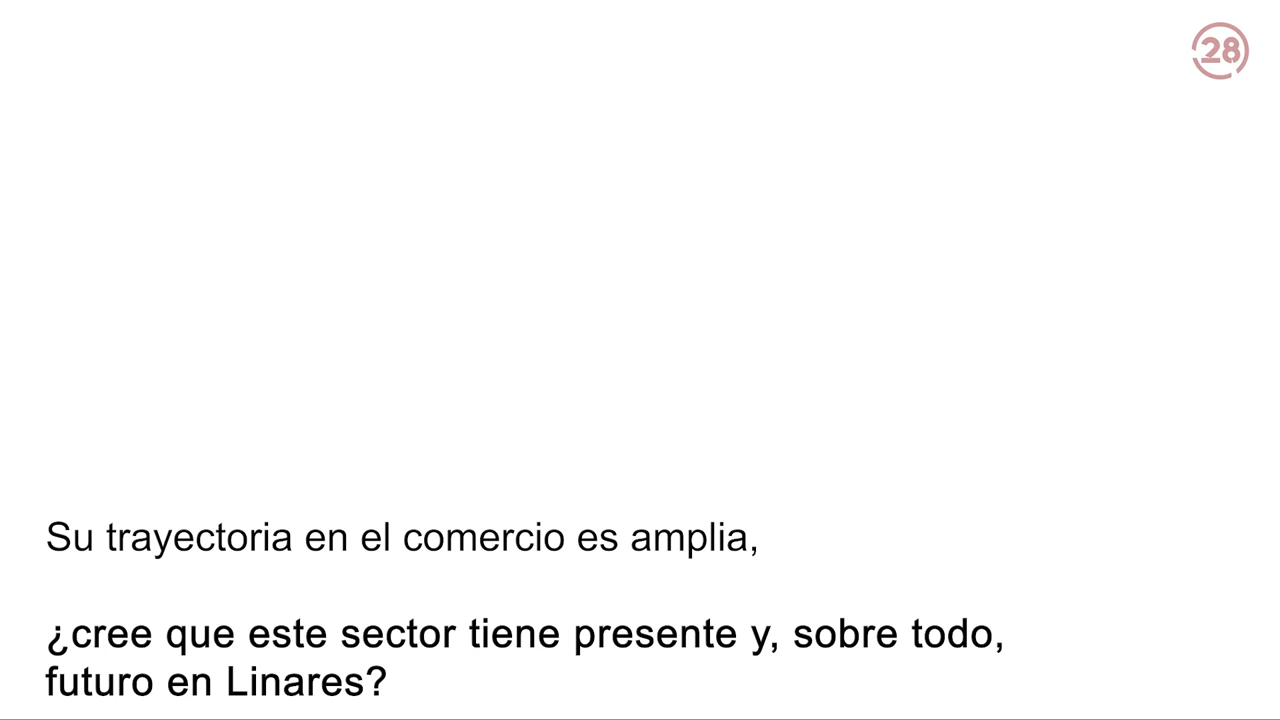 28
Su trayectoria en el comercio es amplia,
¿cree que este sector tiene presente y, sobre todo,
futuro en Linares?